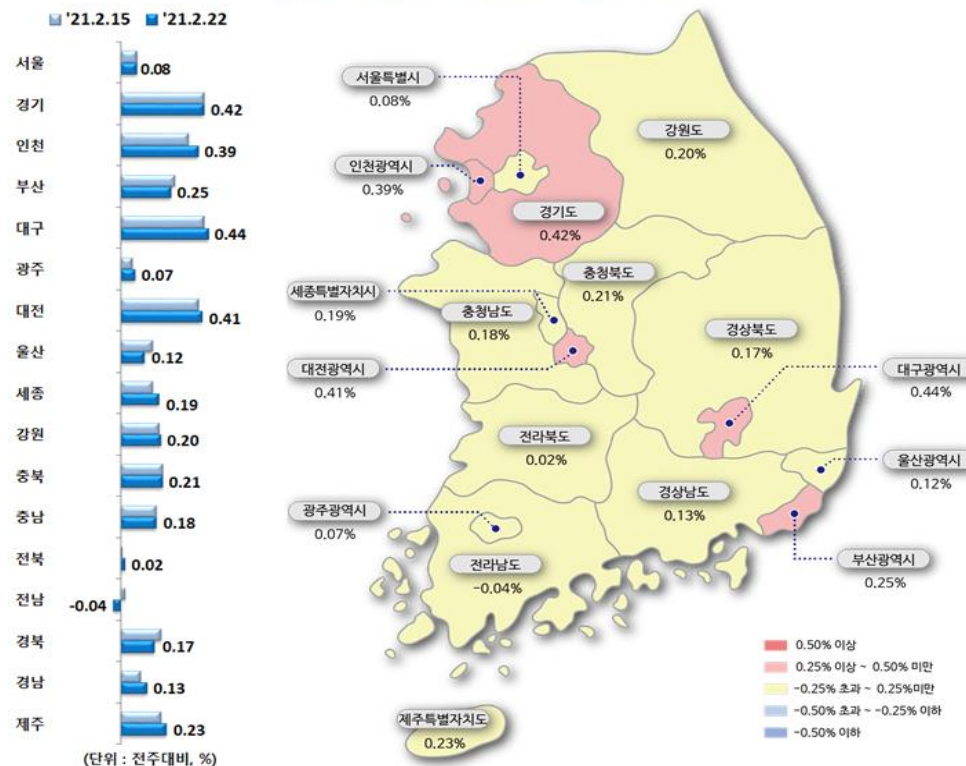 '21.2.15 '21.2.22
서울 0.08
경기 0.42
인천 0.39
부산 0.25
대구 0.44
광주 0.07
대전 0.41
울산 0.12
세종 0.19
강원 0.20
충북 0.21
충남 0.18
전북 0.02
전남 -0.04
경북 0.17
경남 0.13
제주 0.23
(단위 : 전주대비, %)
서울특별시
0.08%
강원도
0.20%
인천광역시
0.39%
경기도
0.42%
충청북도
0.21%
세종특별자치시
0.19%
충청남도
0.18%
경상북도
0.17%
대전광역시
0.41%
대구광역시
0.44%
전라북도
0.02%
울산광역시
0.12%
경상남도
0.13%
광주광역시
0.07%
전라남도
-0.04%
부산광역시
0.25%
제주특별자치도
0.23%
0.50% 이상
0.25% 이상 ~ 0.50% 미만
-0.25% 초과 ~ 0.25%미만
-0.50% 초과 ~ -0.25% 이하
-0.50% 이하